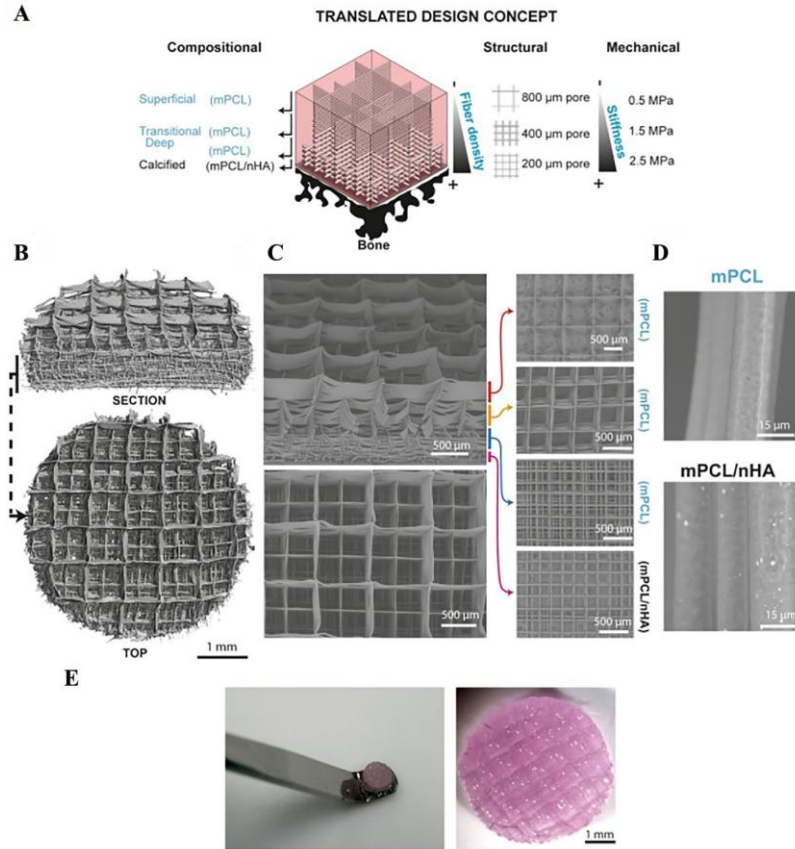 A
TRANSLATED DESIGN CONCEPT
Compositional
Structural
Mechanical
Superficial (mPCL)
Transitional (mPCL)
Deep
(mPCL)
Calcified (mPCL/nHA)
Bone
-
Fiber density
+
800 µm pore
400 µm pore
200 µm pore
-
Stiffness
+
0.5 MPa
1.5 MPa
2.5 MPa
B
SECTION
TOP
1 mm
C
500 µm
500 µm
500 µm
(mPCL)
500 µm
(mPCL)
500 µm
(mPCL)
500 µm
(mPCL/nHA)
D
mPCL
15 µm
mPCL/nHA
15 µm
E
1 mm